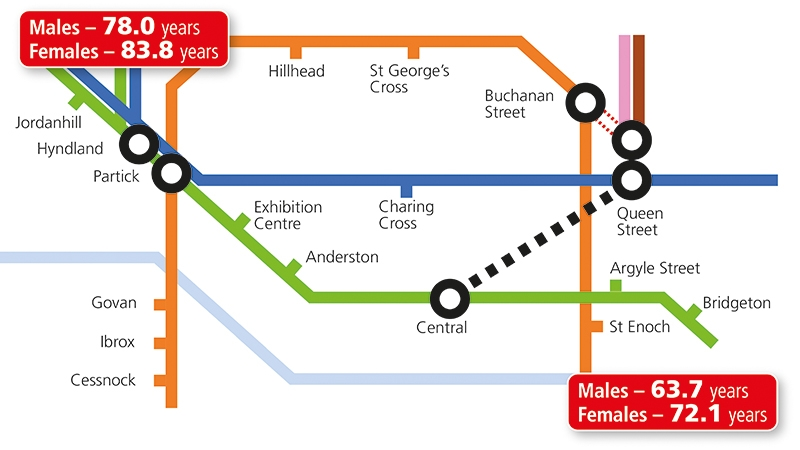 Males – 78.0 years
Females – 83.8 years
Hillhead
St George's
Cross
Buchanan
Street
Jordanhill
Hyndland
Partick
Exhibition
Centre
Charing
Cross
Queen
Street
Anderston
Argyle Street
Govan
Central
Bridgeton
St Enoch
Ibrox
Cessnock
Males – 63.7 years
Females – 72.1 years